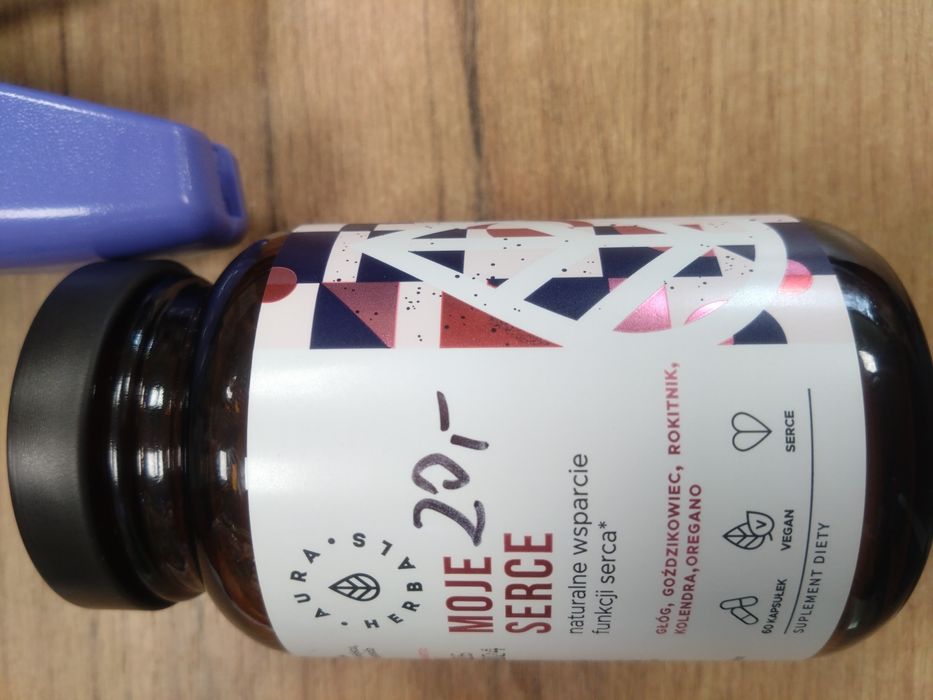 AURA
HERBALS
MOJE
SERCE
20,-
naturalne wsparcie
funkcji serca*
GŁÓG, GOŹDZIKOWIEC, ROKITNIK,
KOLENDRA,OREGANO
60 KAPSUŁEK
VEGAN
SERCE
SUPLEMENT DIETY